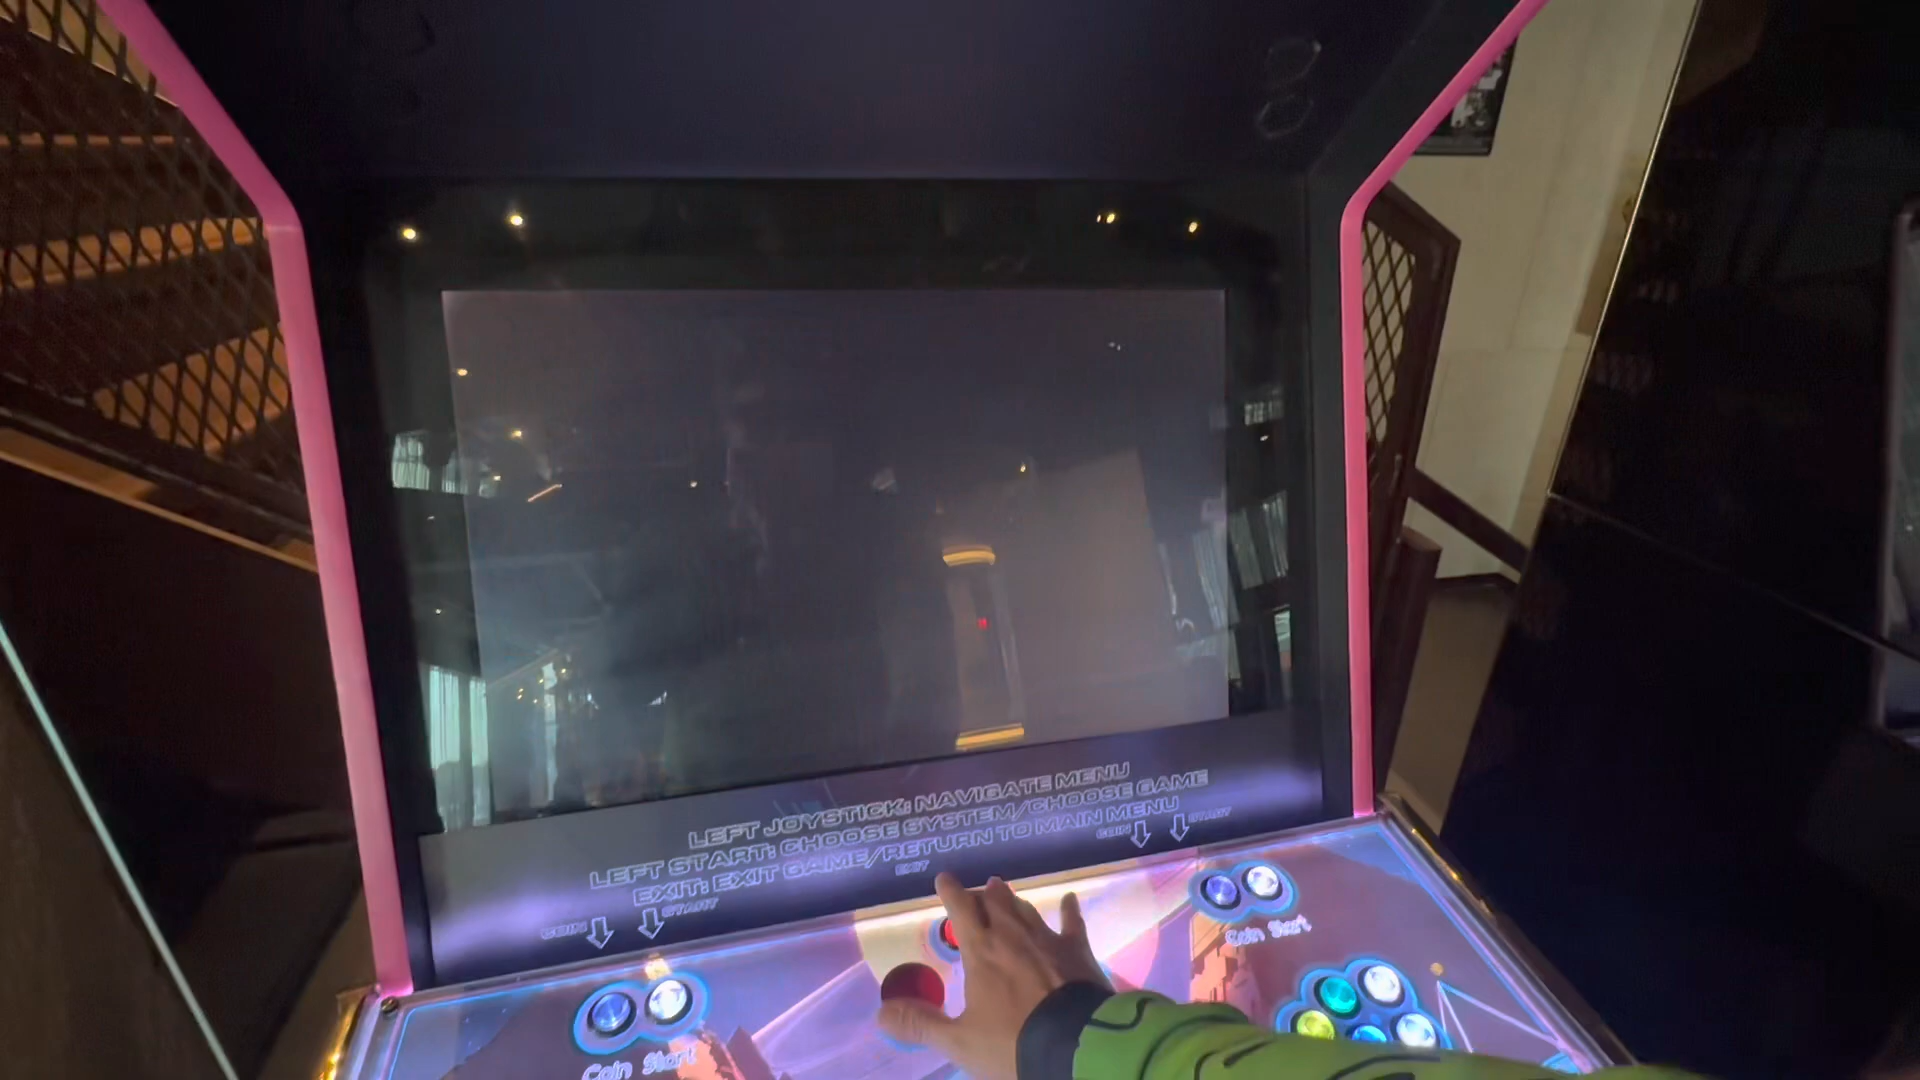 LEFT JOYSTICK: NAVIGATE MENU
LEFT START: CHOOSE SYSTEM/CHOOSE GAME
EXIT: EXIT GAME/RETURN TO MAIN MENU
COIN START
EXIT
COIN START
Coin Start
Coin Start